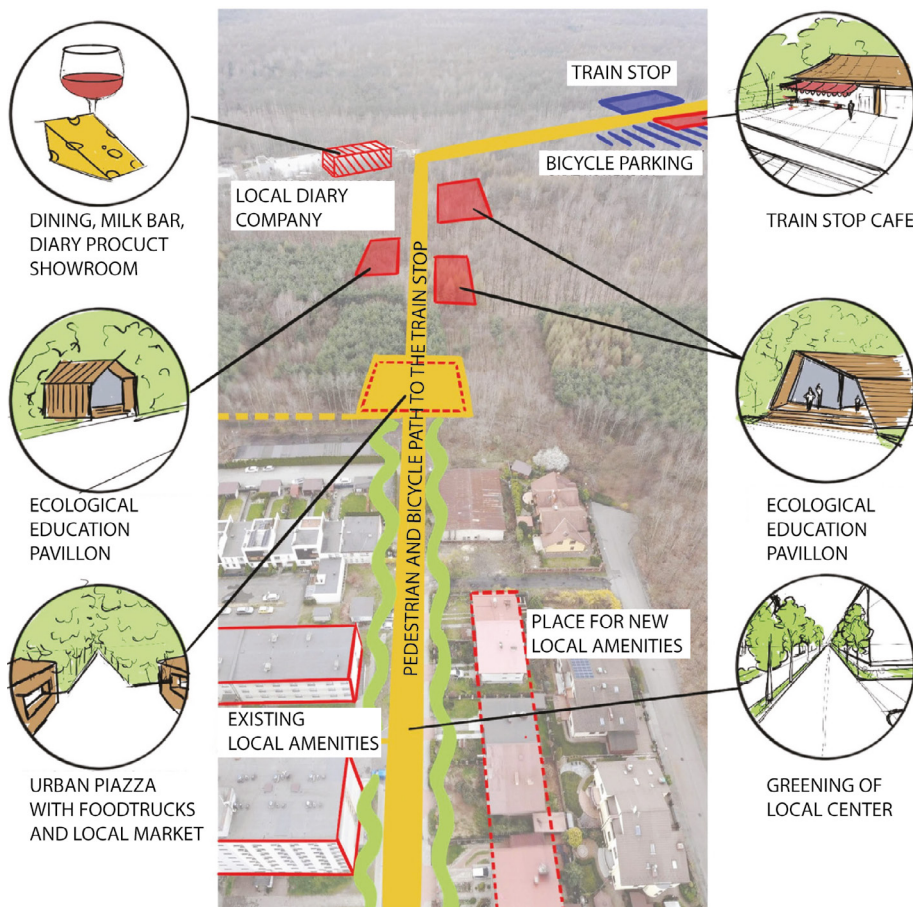 TRAIN STOP
BICYCLE PARKING
LOCAL DIARY
COMPANY
DINING, MILK BAR,
DIARY PROCUCT
SHOWROOM
TRAIN STOP CAFE
PEDESTRIAN AND BICYCLE PATH TO THE TRAIN STOP
ECOLOGICAL
EDUCATION
PAVILLON
ECOLOGICAL
EDUCATION
PAVILLON
PLACE FOR NEW
LOCAL AMENITIES
EXISTING
LOCAL AMENITIES
URBAN PIAZZA
WITH FOODTRUCKS
AND LOCAL MARKET
GREENING OF
LOCAL CENTER